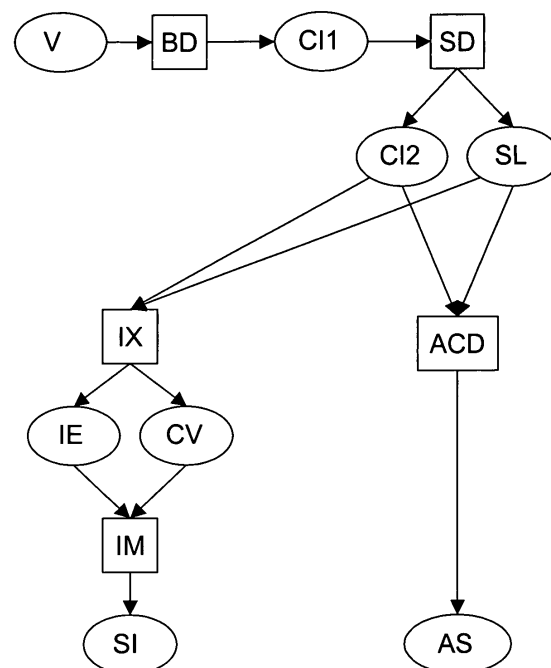 V BD CI1 SD
CI2 SL
IX ACD
IE CV
IM
SI AS